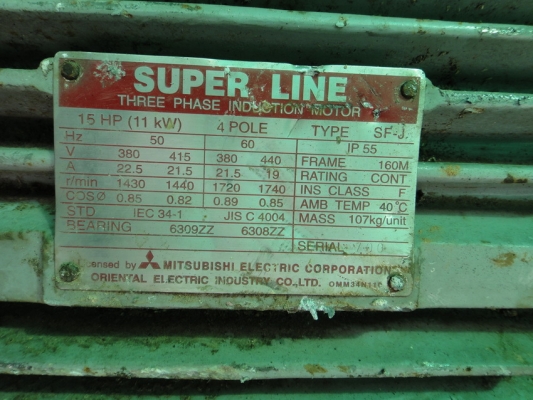 SUPER LINE
THREE PHASE INDUCTION MOTOR
15 HP (11 kW) 4 POLE TYPE SF-J
Hz 50 60 IP 55
V 380 415 380 440 FRAME 160M
A 22.5 21.5 21.5 19 RATING CONT
r/min 1430 1440 1720 1740 INS CLASS F
COSØ 0.85 0.82 0.89 0.85 AMB TEMP 40°C
STD IEC 34-1 JIS C 4004 MASS 107kg/unit
BEARING 6309ZZ 6308ZZ
SERIAL
ensed by MITSUBISHI ELECTRIC CORPORATION
ORIENTAL ELECTRIC INDUSTRY CO.,LTD.